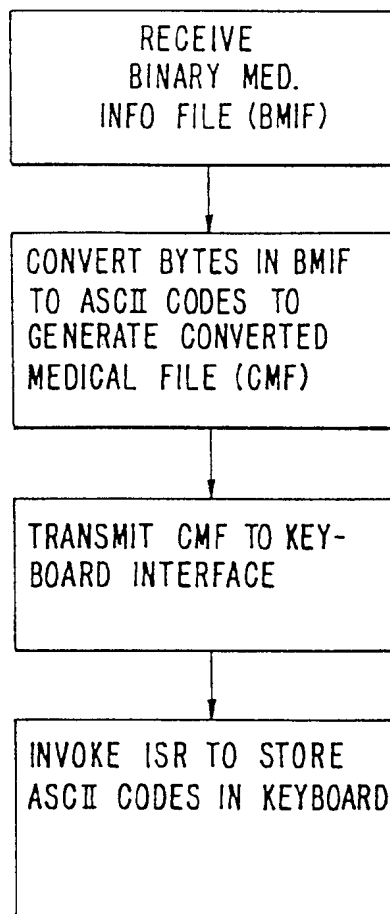 RECEIVE
BINARY MED.
INFO FILE (BMIF)
CONVERT BYTES IN BMIF
TO ASCII CODES TO
GENERATE CONVERTED
MEDICAL FILE (CMF)
TRANSMIT CMF TO KEY-
BOARD INTERFACE
INVOKE ISR TO STORE
ASCII CODES IN KEYBOARD